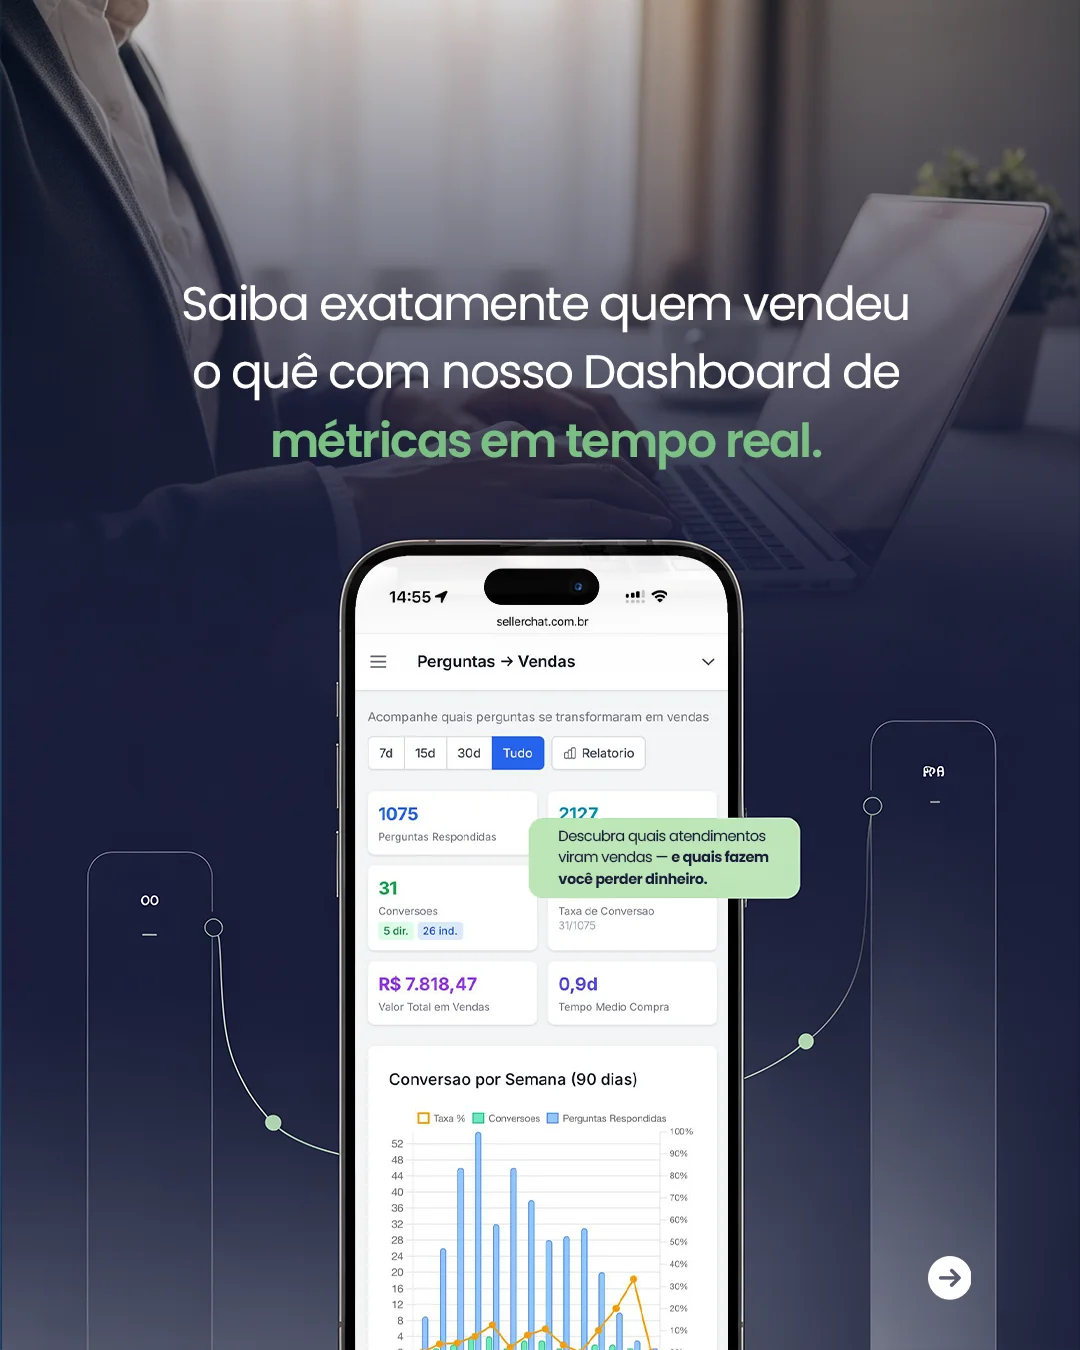 Saiba exatamente quem vendeu
o quê com nosso Dashboard de
métricas em tempo real.
14:55
sellerchat.com.br
Perguntas → Vendas
Acompanhe quais perguntas se transformaram em vendas
7d 15d 30d Tudo Relatorio
1075
Perguntas Respondidas
2127
Descubra quais atendimentos
viram vendas — e quais fazem
você perder dinheiro.
31
Conversoes
5 dir. 26 ind.
Taxa de Conversao
31/1075
R$ 7.818,47
Valor Total em Vendas
0,9d
Tempo Medio Compra
Conversao por Semana (90 dias)
Taxa % Conversoes Perguntas Respondidas
52
48
44
40
36
32
28
24
20
16
12
8
4
100%
90%
80%
70%
60%
50%
40%
30%
20%
10%